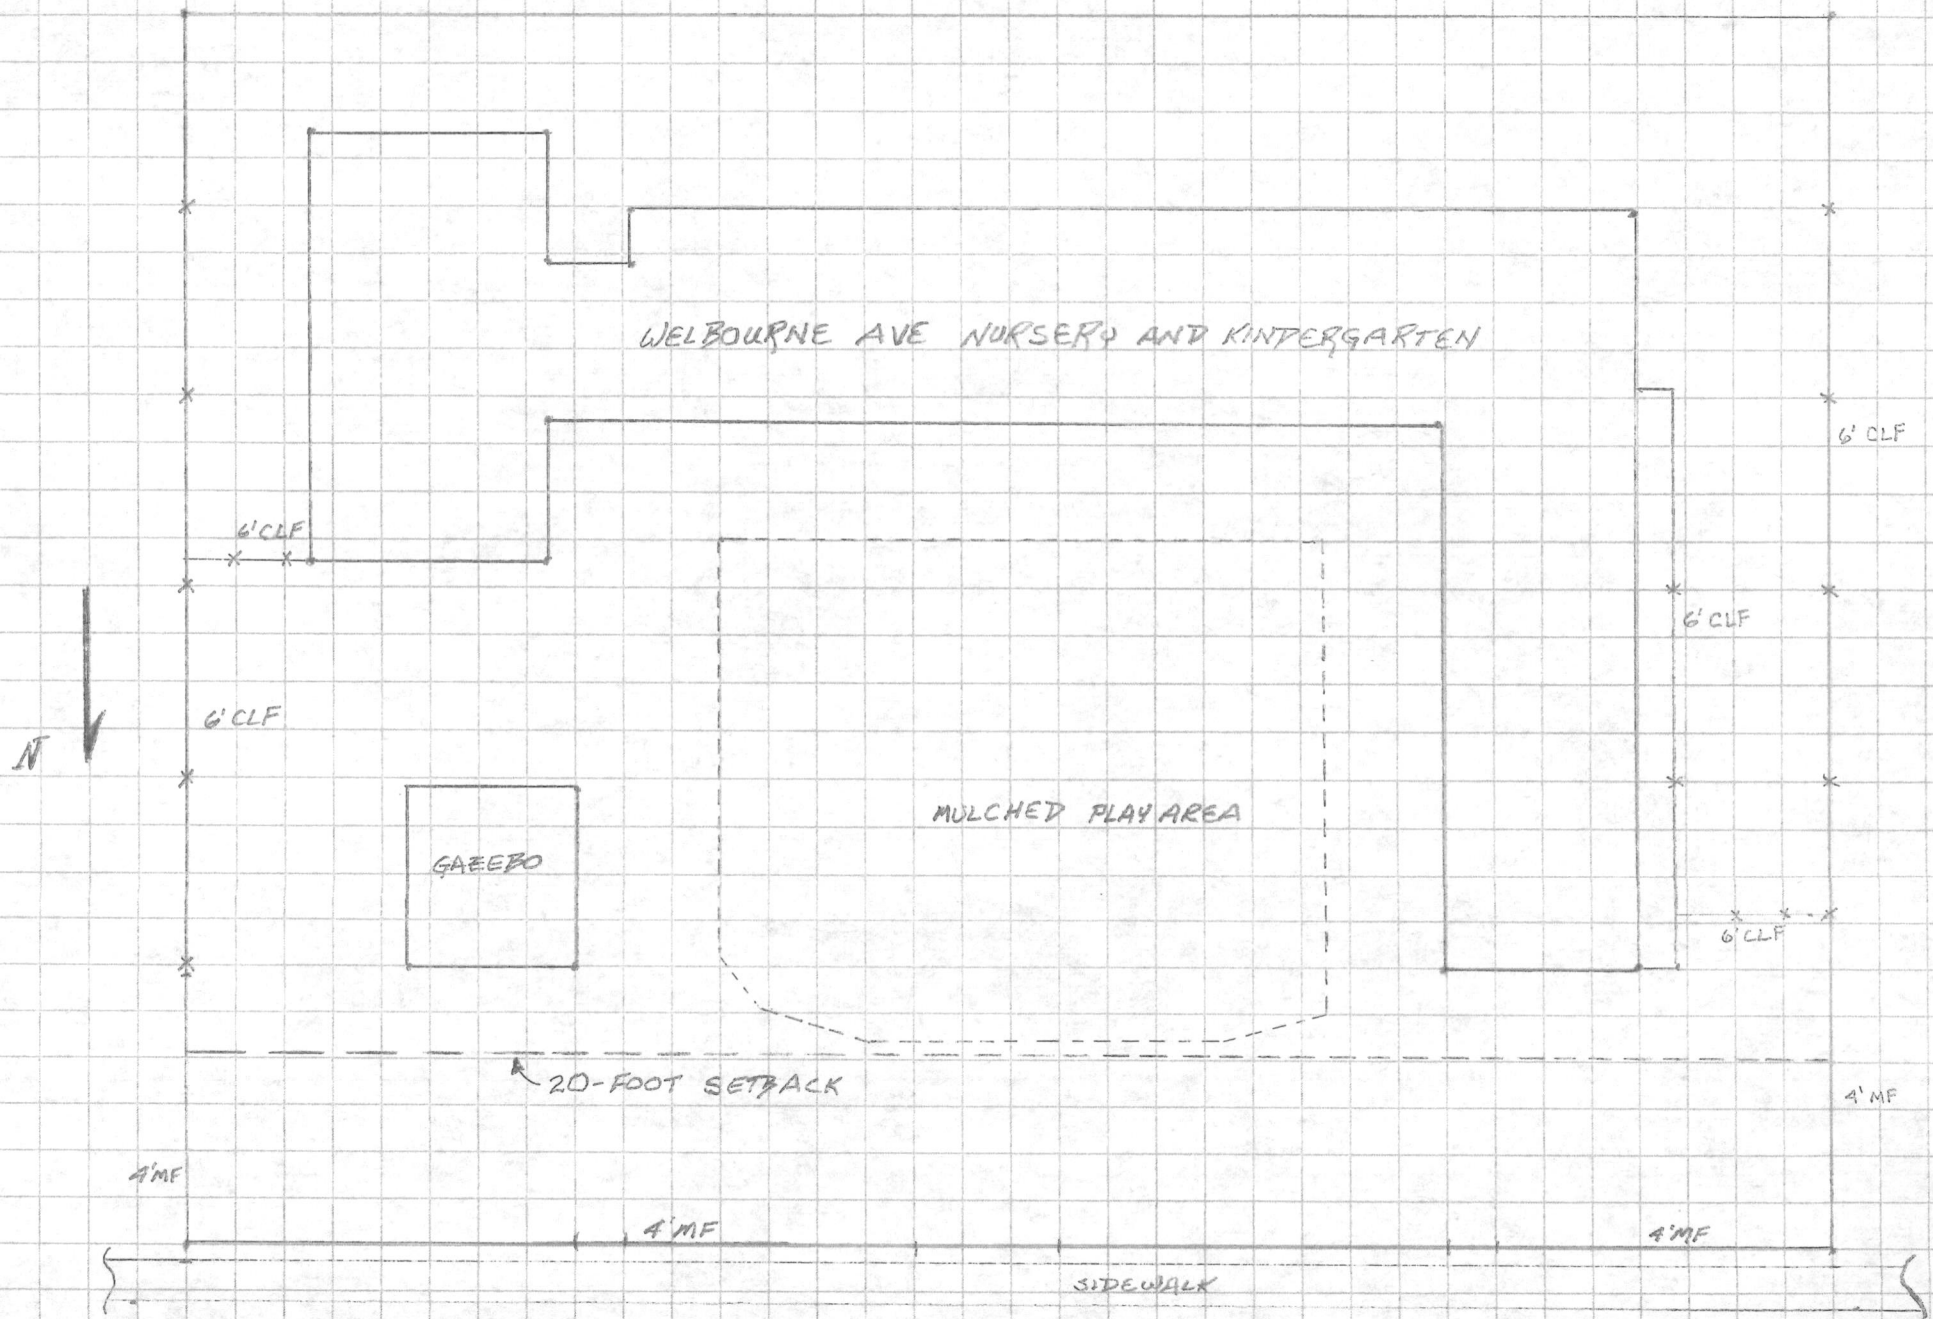 WELBOURNE AVE NURSERY AND KINDERGARTEN
6' CLF
6' CLF
6' CLF
6' CLF
N
MULCHED PLAY AREA
GAZEBO
6' CLF
20-FOOT SETBACK
4' MF
4' MF
4' MF
4' MF
SIDEWALK